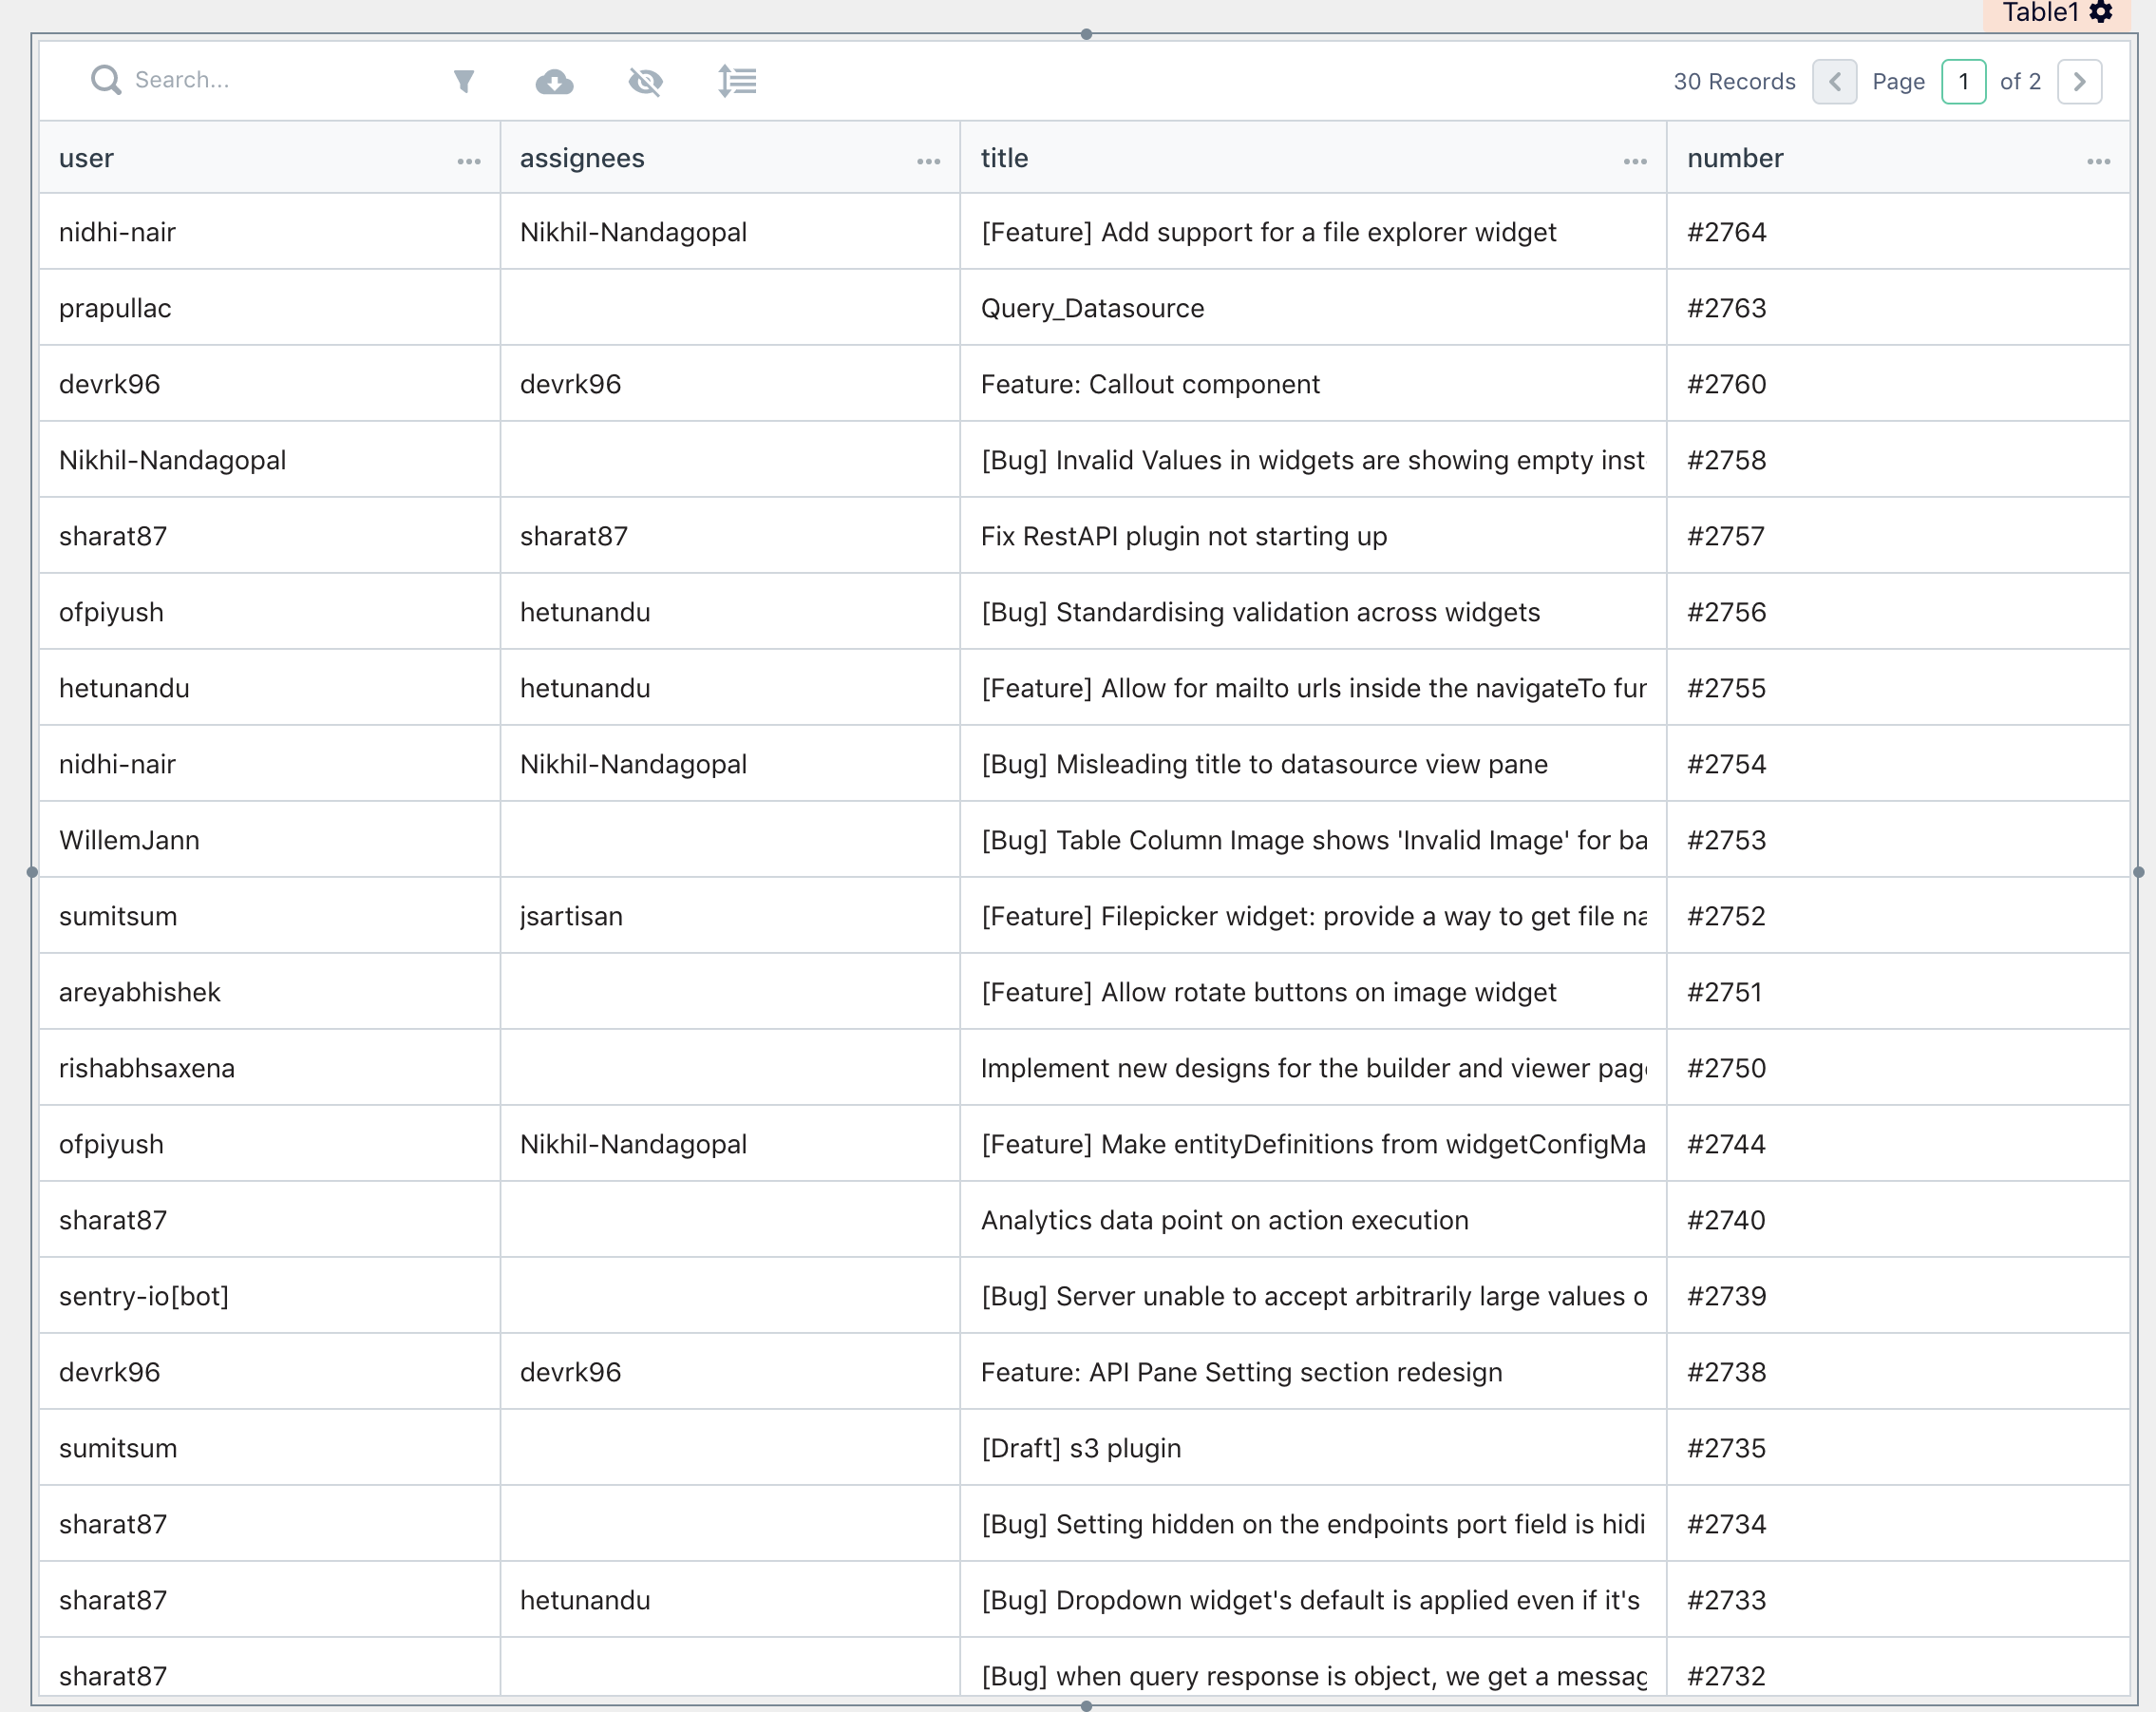 Table1
Search... 30 Records Page 1 of 2
user assignees title number
nidhi-nair Nikhil-Nandagopal [Feature] Add support for a file explorer widget #2764
prapullac Query_Datasource #2763
devrk96 devrk96 Feature: Callout component #2760
Nikhil-Nandagopal [Bug] Invalid Values in widgets are showing empty inst #2758
sharat87 sharat87 Fix RestAPI plugin not starting up #2757
ofpiyush hetunandu [Bug] Standardising validation across widgets #2756
hetunandu hetunandu [Feature] Allow for mailto urls inside the navigateTo #2755
nidhi-nair Nikhil-Nandagopal [Bug] Misleading title to datasource view pane #2754
WillemJann [Bug] Table Column Image shows 'Invalid Image' for ba #2753
sumitsum jsartisan [Feature] Filepicker widget: provide a way to get file na #2752
areyabhishek [Feature] Allow rotate buttons on image widget #2751
rishabhsaxena Implement new designs for the builder and viewer pag #2750
ofpiyush Nikhil-Nandagopal [Feature] Make entityDefinitions from widgetConfigMa #2744
sharat87 Analytics data point on action execution #2740
sentry-io[bot] [Bug] Server unable to accept arbitrarily large values o #2739
devrk96 devrk96 Feature: API Pane Setting section redesign #2738
sumitsum [Draft] s3 plugin #2735
sharat87 [Bug] Setting hidden on the endpoints port field is hidi #2734
sharat87 hetunandu [Bug] Dropdown widget's default is applied even if it's #2733
sharat87 [Bug] when query response is object, we get a messag #2732